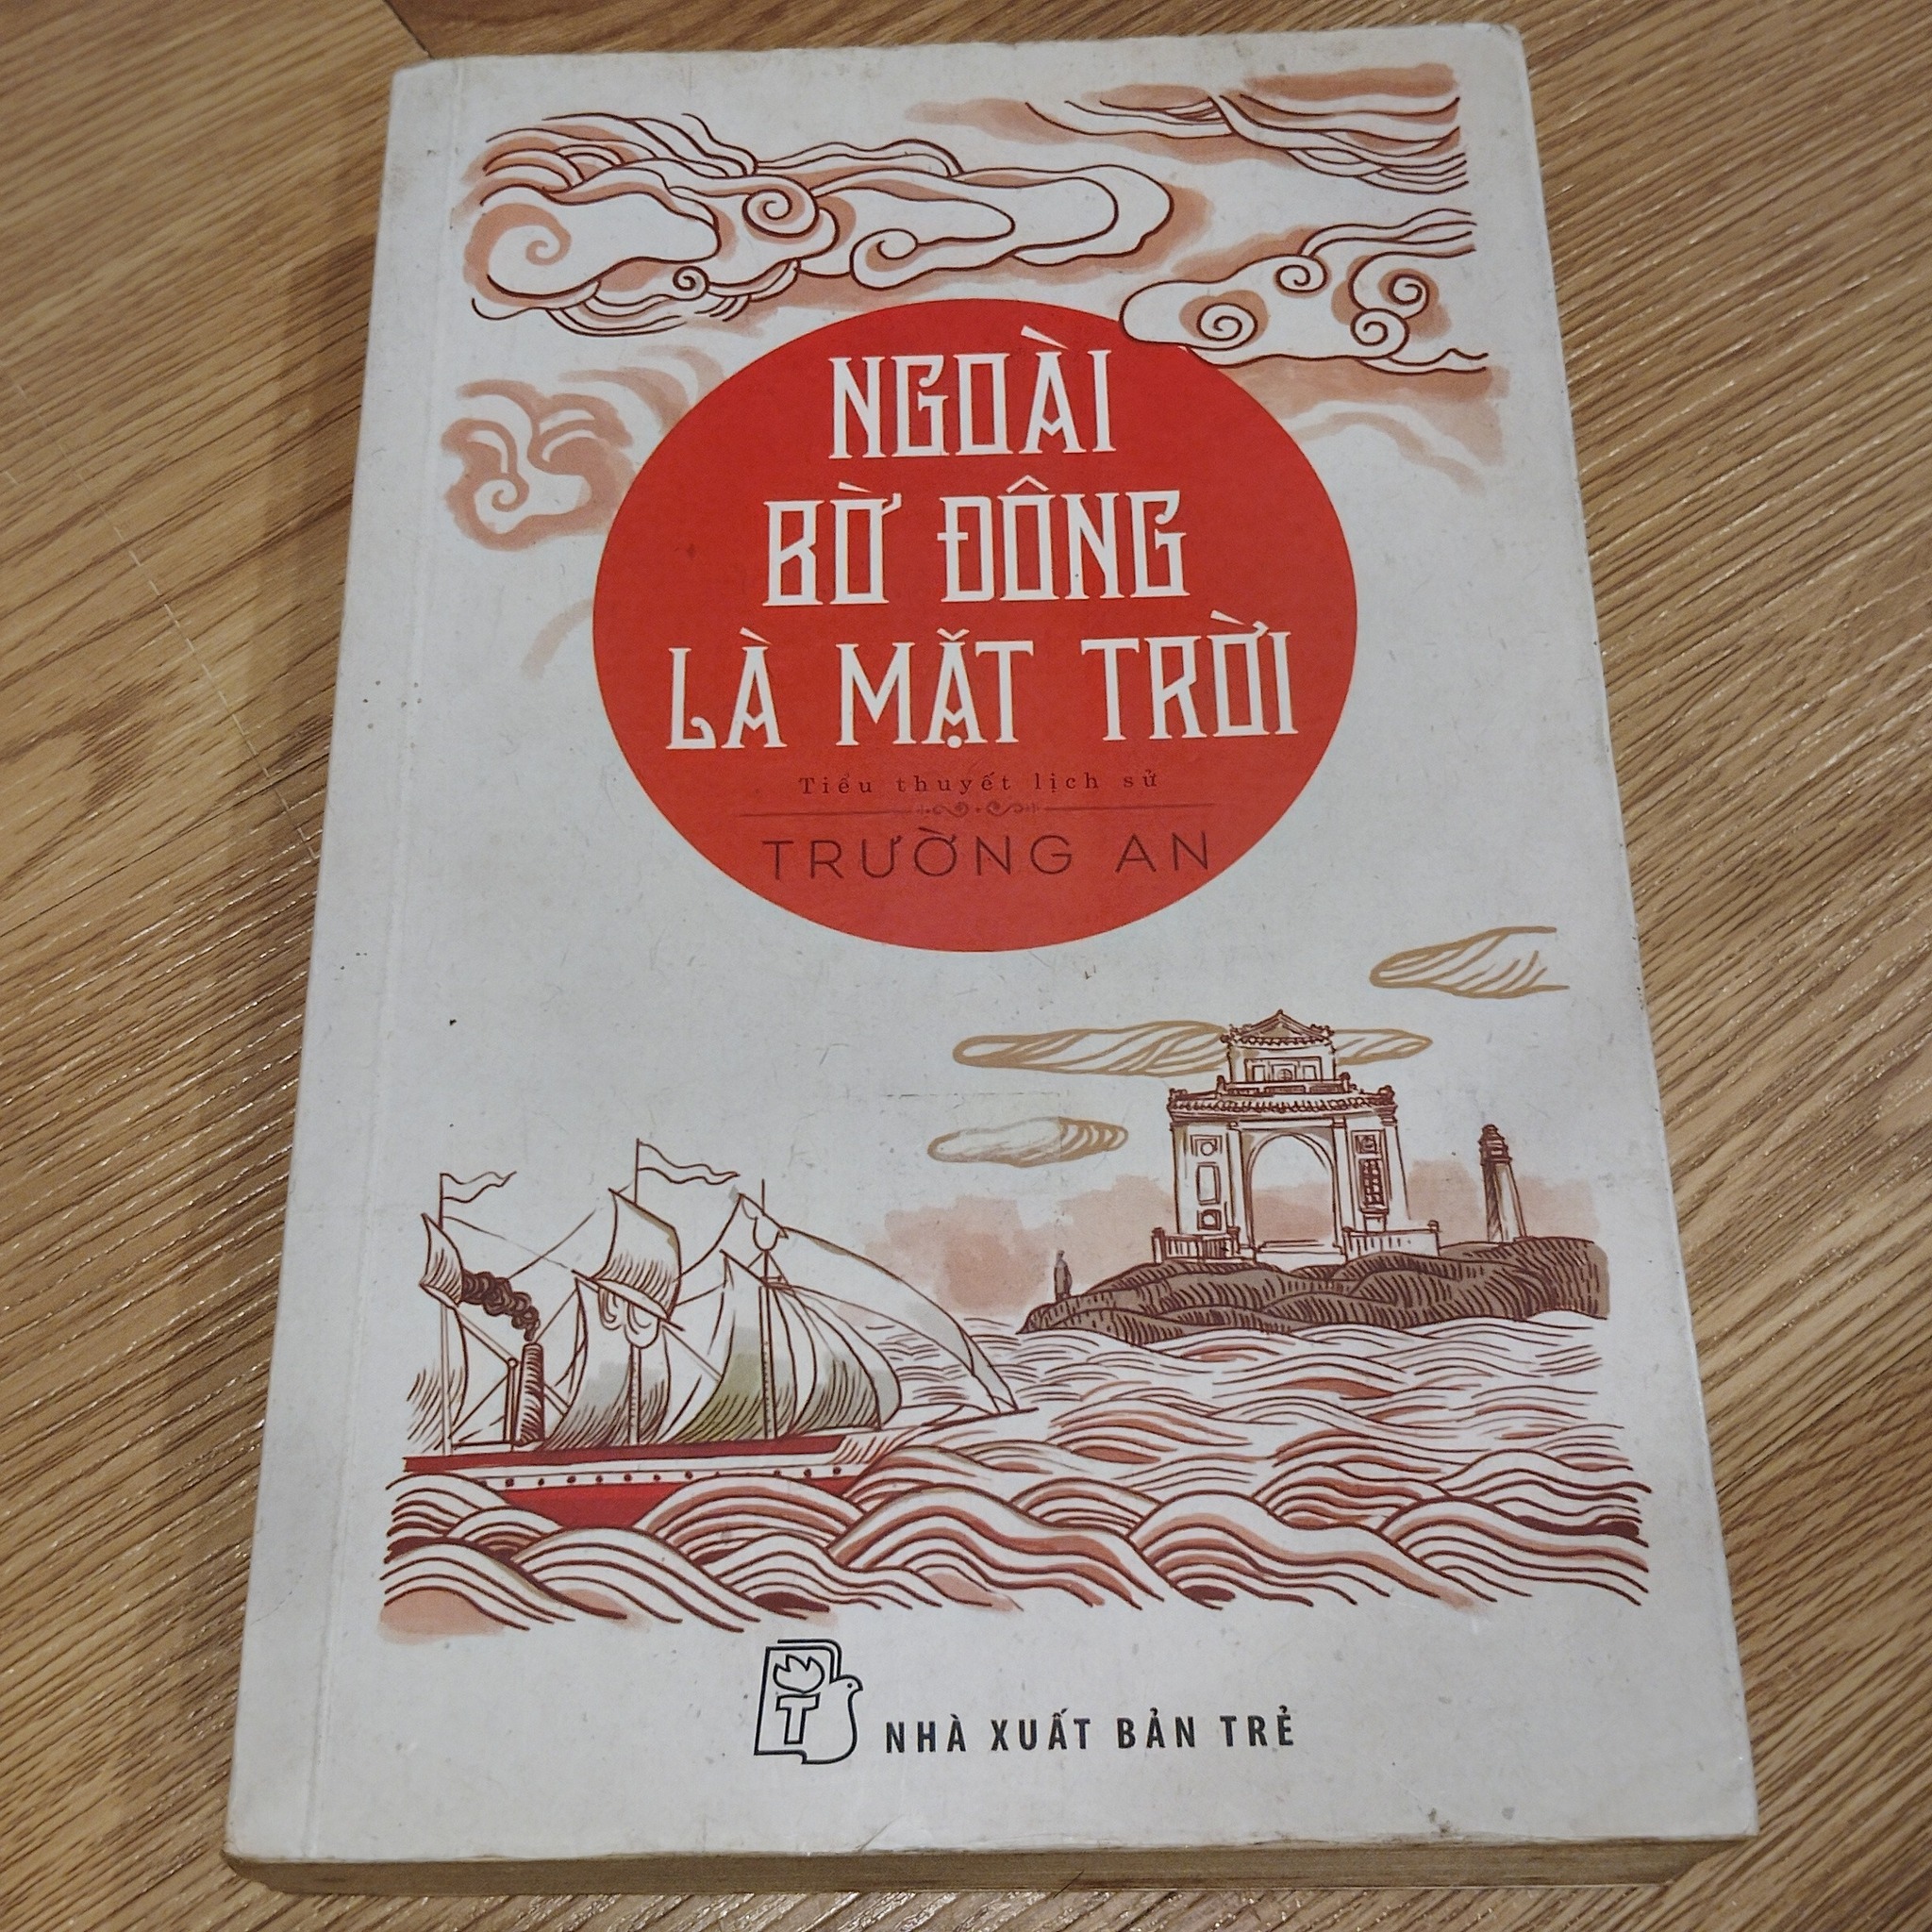 NGOÀI
BỜ ĐÔNG
LÀ MẶT TRỜI
Tiểu thuyết lịch sử
TRƯỜNG AN
T
NHÀ XUẤT BẢN TRẺ